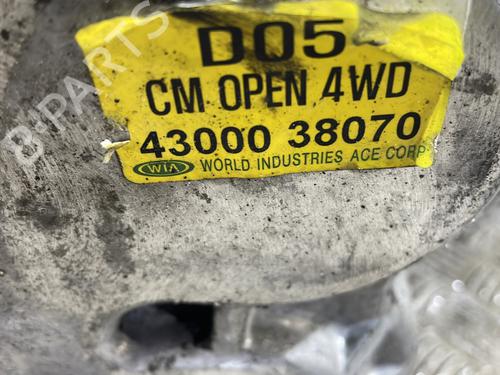 D05
CM OPEN 4WD
43000 38070
WIA WORLD INDUSTRIES ACE CORP
B-PARTS